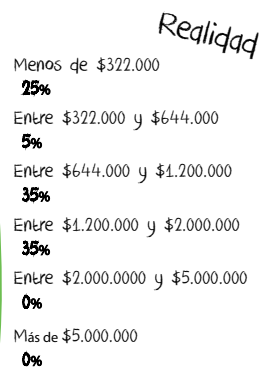 Realidad
Menos de $322.000
25%
Entre $322.000 y $644.000
5%
Entre $644.000 y $1.200.000
35%
Entre $1.200.000 y $2.000.000
35%
Entre $2.000.0000 y $5.000.000
0%
Más de $5.000.000
0%